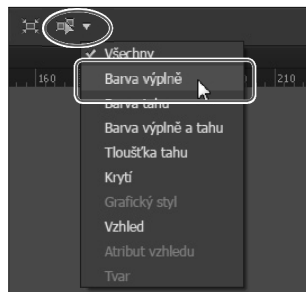 Všechny
160
210
Barva výplně
Barva tahu
Barva výplně a tahu
Tloušťka tahu
Krytí
Grafický styl
Vzhled
Atribut vzhledu
Tvar